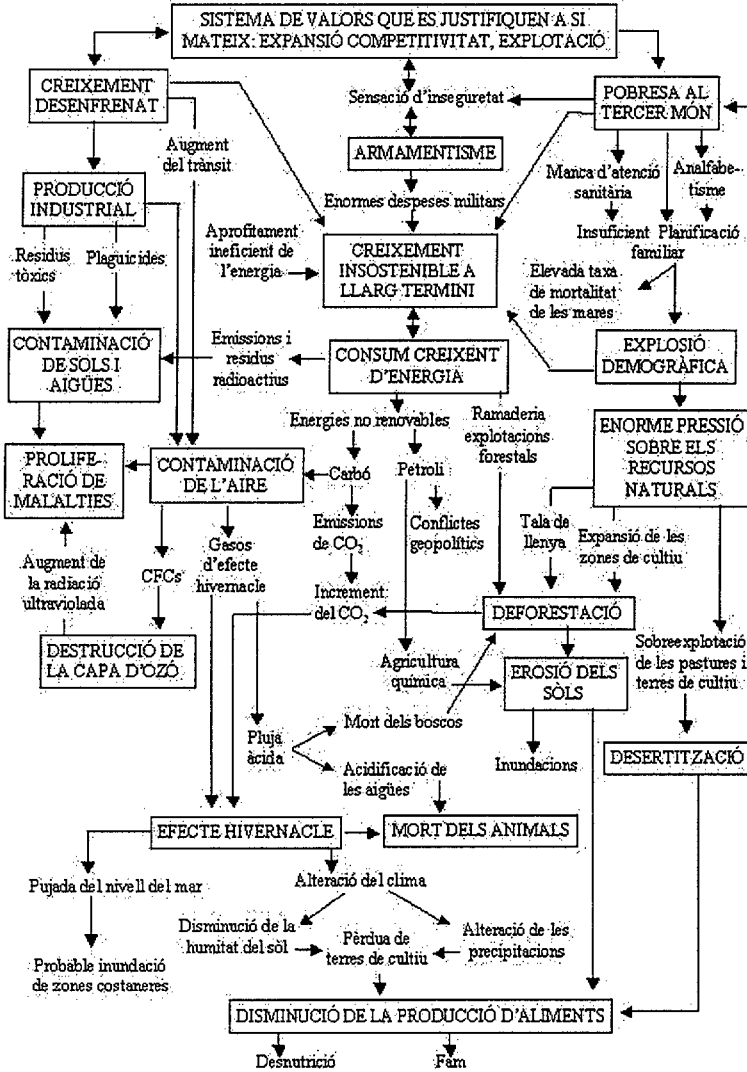 SISTEMA DE VALORS QUE ES JUSTIFIQUEN A SI
MATEIX: EXPANSIÓ COMPETITIVITAT, EXPLOTACIÓ
CREIXEMENT
DESENFRENAT
Sensació d'inseguretat
POBRESA AL
TERCER MÓN
Augment
del trànsit
ARMAMENTISME
Manca d'atenció
sanitària
Analfabe-
tisme
PRODUCCIÓ
INDUSTRIAL
Enormes despeses militars
Insuficient Planificació
familiar
Residus
tòxics
Plaguicides
Aprofitament
ineficient de
l'energia
CREIXEMENT
INSOSTENIBLE A
LLARG TERMINI
Elevada taxa
de mortalitat
de les mares
CONTAMINACIÓ
DE SOLS I
AIGÜES
Emissions i
residus
radioactius
CONSUM CREIXENT
D'ENERGIA
EXPLOSIÓ
DEMOGRÀFICA
Energies no renovables
Ramaderia
explotacions
forestals
ENORME PRESSIÓ
SOBRE ELS
RECURSOS
NATURALS
PROLIFE-
RACIÓ DE
MALALTIES
CONTAMINACIÓ
DE L'AIRE
Carbó
Petroli
Emissions
de CO2
Conflictes
geopolítics
Tala de
llenya
Expansió de les
zones de cultiu
Augment de
la radiació
ultraviolada
CFCs
Gasos
d'efecte
hivernacle
Increment
del CO2
DEFORESTACIÓ
DESTRUCCIÓ DE
LA CAPA D'OZÓ
Agricultura
química
EROSIÓ DELS
SÒLS
Sobreexplotació
de les pastures i
terres de cultiu
Pluja
àcida
Mort dels boscos
Acidificació de
les aigües
Inundacions
DESERTITZACIÓ
EFECTE HIVERNACLE
MORT DELS ANIMALS
Pujada del nivell del mar
Alteració del clima
Disminució de la
humitat del sòl
Pèrdua de
terres de cultiu
Alteració de les
precipitacions
Probable inundació
de zones costaneres
DISMINUCIÓ DE LA PRODUCCIÓ D'ALIMENTS
Desnutrició
Fam